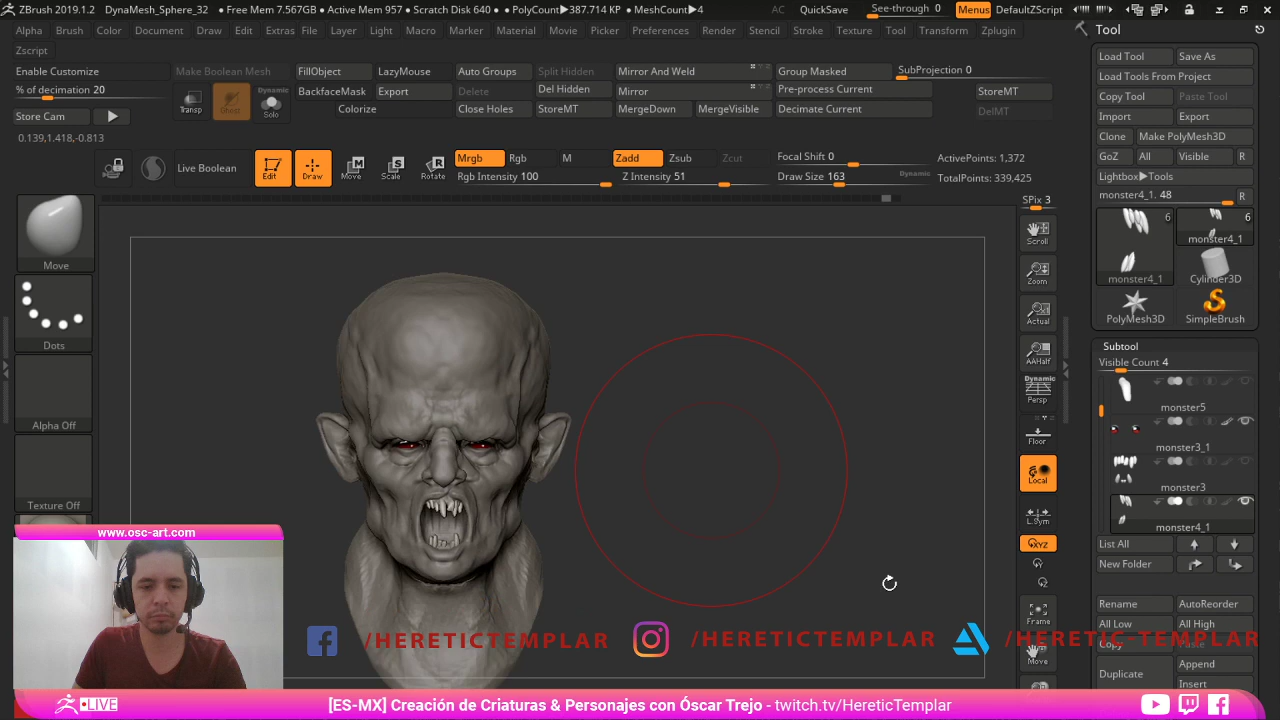 ZBrush 2019.1.2 DynaMesh_Sphere_32 • Free Mem 7.567GB • Active Mem 957 • Scratch Disk 640 • PolyCount▶387.714 KP • MeshCount▶4 AC QuickSave See-through 0 Menus DefaultZScript
Alpha Brush Color Document Draw Edit Extras File Layer Light Macro Marker Material Movie Picker Preferences Render Stencil Stroke Texture Tool Transform Zplugin
Zscript
Enable Customize Make Boolean Mesh FillObject LazyMouse Auto Groups Split Hidden Mirror And Weld Group Masked SubProjection 0
% of decimation 20 Transp Ghost Dynamic Solo BackfaceMask Export Delete Del Hidden Mirror Pre-process Current StoreMT
Store Cam Colorize Close Holes StoreMT MergeDown MergeVisible Decimate Current DelMT
0.139,1.418,-0.813
Live Boolean Edit Draw Move Scale Rotate Mrgb Rgb M Zadd Zsub Zcut Focal Shift 0 ActivePoints: 1,372
Rgb Intensity 100 Z Intensity 51 Draw Size 163 Dynamic TotalPoints: 339,425
Move
Dots
Alpha Off
Texture Off
SPix 3
Scroll
Zoom
Actual
AAHalf
Dynamic
Persp
Floor
Local
L.Sym
XYZ
Frame
Move
Tool
Load Tool Save As
Load Tools From Project
Copy Tool Paste Tool
Import Export
Clone Make PolyMesh3D
GoZ All Visible R
Lightbox▶Tools
monster4_1. 48 R
6 6
monster4_1
monster4_1 Cylinder3D
PolyMesh3D SimpleBrush
Subtool
Visible Count 4
monster5
monster3_1
monster3
monster4_1
List All
New Folder
Rename AutoReorder
All Low All High
Copy Paste
Duplicate Append
Insert
www.osc-art.com
/HERETICTEMPLAR /HERETICTEMPLAR /HERETIC_TEMPLAR
LIVE [ES-MX] Creación de Criaturas & Personajes con Óscar Trejo - twitch.tv/HereticTemplar